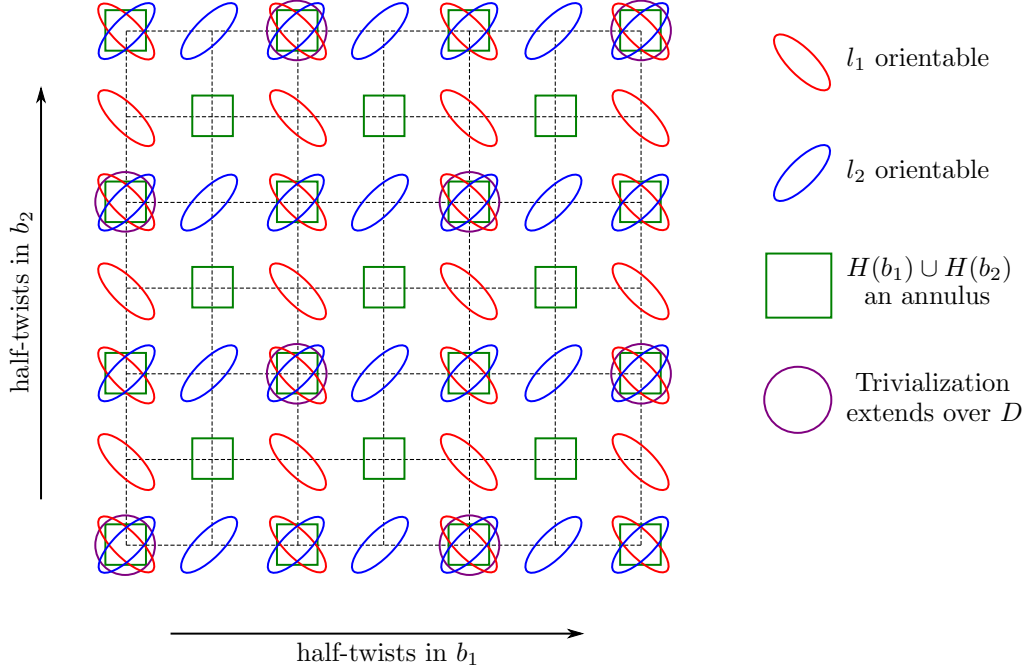 half-twists in b₂
l₁ orientable
l₂ orientable
H(b₁) ∪ H(b₂)
an annulus
Trivialization
extends over D
half-twists in b₁